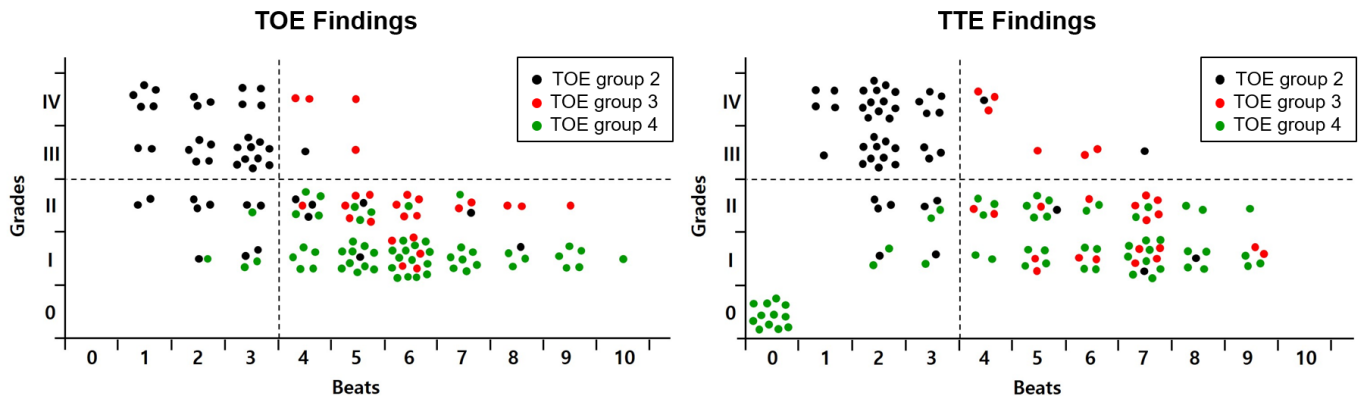 TOE Findings
TOE group 2
TOE group 3
TOE group 4
Grades
IV
III
II
I
0
0 1 2 3 4 5 6 7 8 9 10
Beats
TTE Findings
TOE group 2
TOE group 3
TOE group 4
Grades
IV
III
II
I
0
0 1 2 3 4 5 6 7 8 9 10
Beats